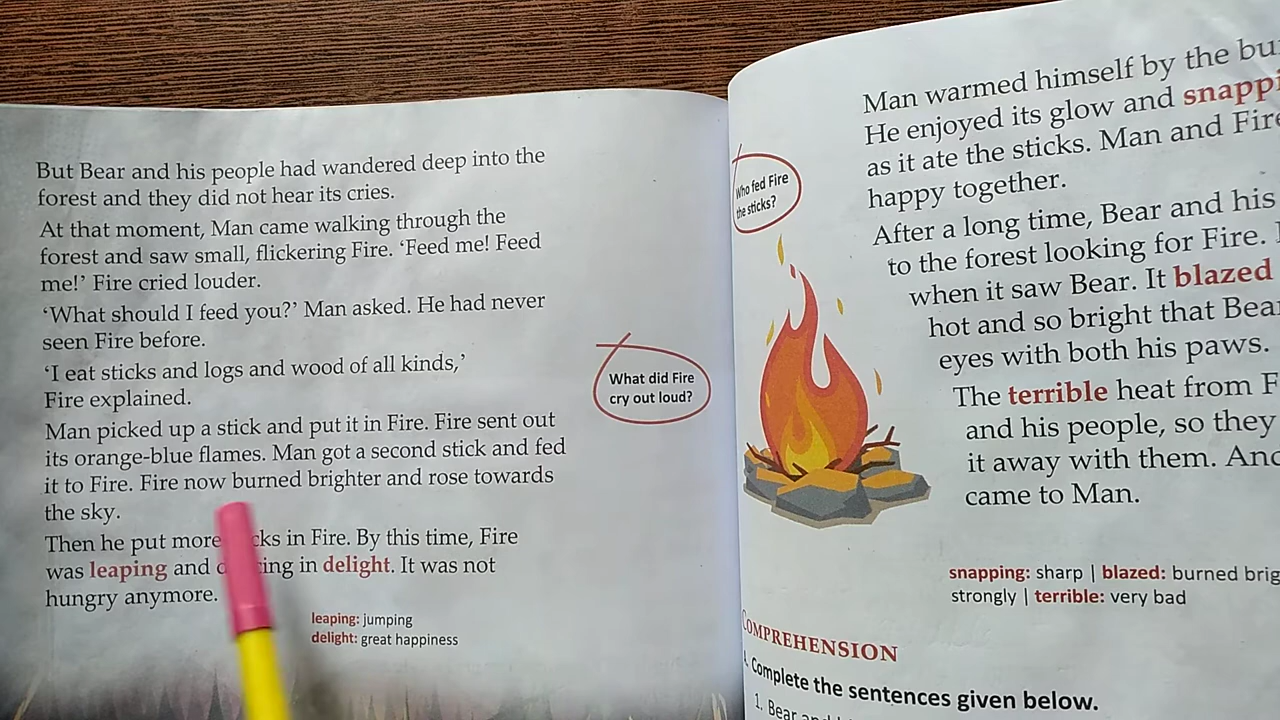 But Bear and his people had wandered deep into the
forest and they did not hear its cries.
At that moment, Man came walking through the
forest and saw small, flickering Fire. ‘Feed me! Feed
me!’ Fire cried louder.
‘What should I feed you?’ Man asked. He had never
seen Fire before.
‘I eat sticks and logs and wood of all kinds,’
Fire explained.
Man picked up a stick and put it in Fire. Fire sent out
its orange-blue flames. Man got a second stick and fed
it to Fire. Fire now burned brighter and rose towards
the sky.
Then he put more in Fire. By this time, Fire
was leaping and in delight. It was not
hungry anymore.
leaping: jumping
delight: great happiness
What did Fire
cry out loud?
Who fed Fire
the sticks?
Man warmed himself by the
He enjoyed its glow and
as it ate the sticks. Man and Fire
happy together.
After a long time, Bear and his
to the forest looking for Fire.
when it saw Bear. It blazed
hot and so bright that
eyes with both his paws.
The terrible heat from
and his people, so they
it away with them.
came to Man.
snapping: sharp | blazed: burned
strongly | terrible: very bad
COMPREHENSION
Complete the sentences given below.
1. Bear